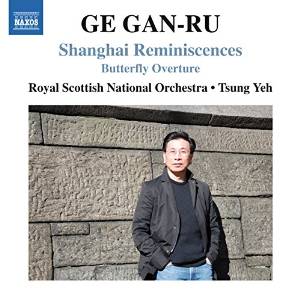 NAXOS
GE GAN-RU
Shanghai Reminiscences
Butterfly Overture
Royal Scottish National Orchestra • Tsung Yeh